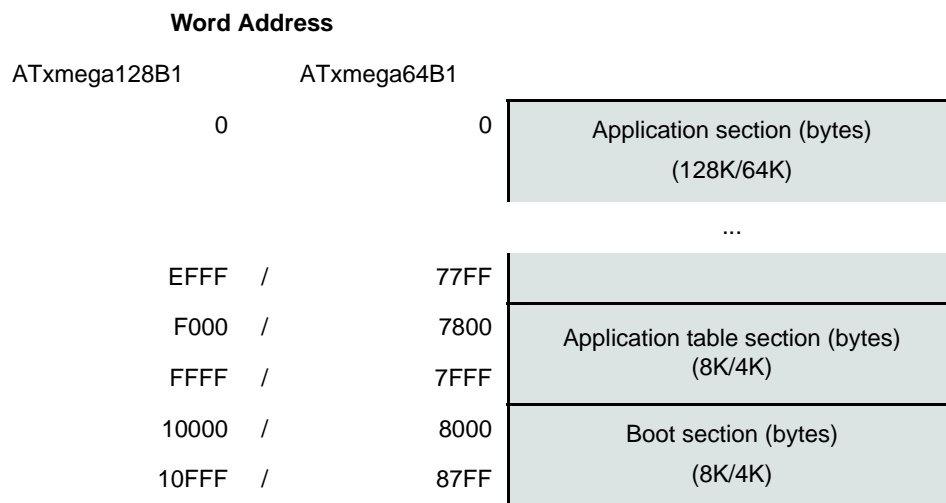 Word Address
ATxmega128B1 ATxmega64B1
0 0 Application section (bytes)
(128K/64K)
...
EFFF / 77FF
F000 / 7800
Application table section (bytes)
(8K/4K)
FFFF / 7FFF
10000 / 8000 Boot section (bytes)
10FFF / 87FF (8K/4K)